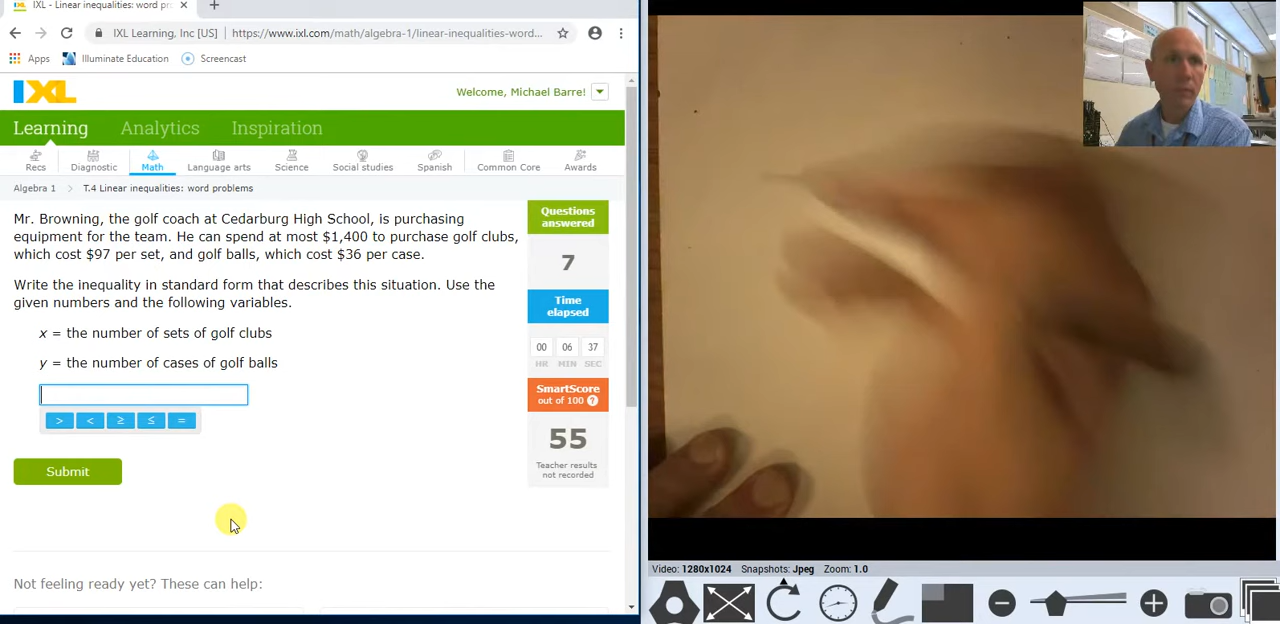 IXL - Linear inequalities: word pr
IXL Learning, Inc [US] | https://www.ixl.com/math/algebra-1/linear-inequalities-word...
Apps Illuminate Education Screencast
IXL
Welcome, Michael Barre!
Learning Analytics Inspiration
Recs Diagnostic Math Language arts Science Social studies Spanish Common Core Awards
Algebra 1 > T.4 Linear inequalities: word problems
Mr. Browning, the golf coach at Cedarburg High School, is purchasing
equipment for the team. He can spend at most $1,400 to purchase golf clubs,
which cost $97 per set, and golf balls, which cost $36 per case.
Write the inequality in standard form that describes this situation. Use the
given numbers and the following variables.
x = the number of sets of golf clubs
y = the number of cases of golf balls
> < ≥ ≤ =
Submit
Not feeling ready yet? These can help:
Questions
answered
7
Time
elapsed
00 06 37
HR MIN SEC
SmartScore
out of 100 ?
55
Teacher results
not recorded
Video: 1280x1024 Snapshots: Jpeg Zoom: 1.0